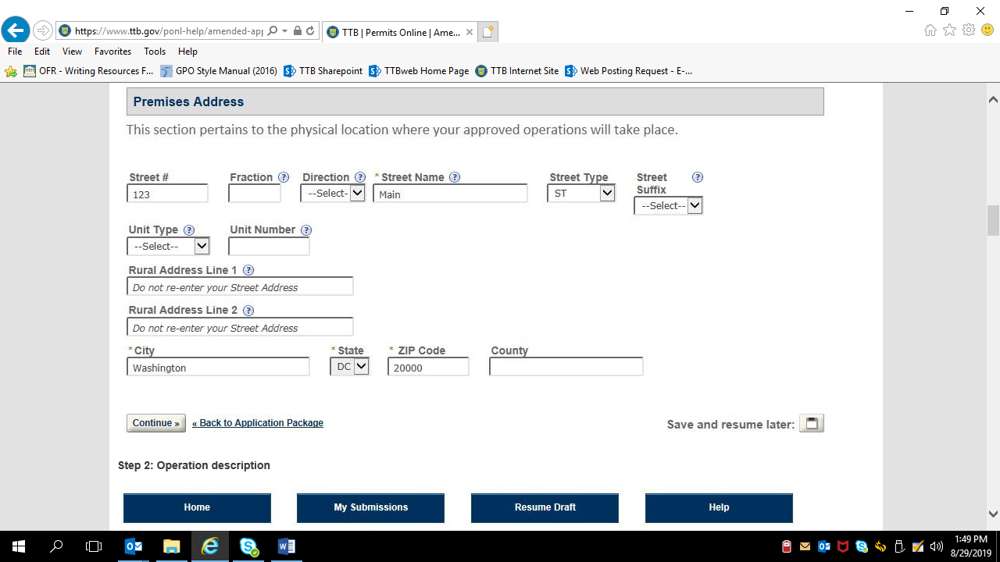 https://www.ttb.gov/ponl-help/amended-ap
TTB | Permits Online | Ame...
File Edit View Favorites Tools Help
OFR - Writing Resources F... GPO Style Manual (2016) TTB Sharepoint TTBweb Home Page TTB Internet Site Web Posting Request - E-...
Premises Address
This section pertains to the physical location where your approved operations will take place.
Street # Fraction ? Direction ? * Street Name ? Street Type Street Suffix ?
123 --Select- Main ST --Select--
Unit Type ? Unit Number ?
--Select--
Rural Address Line 1 ?
Do not re-enter your Street Address
Rural Address Line 2 ?
Do not re-enter your Street Address
* City * State * ZIP Code County
Washington DC 20000
Continue » « Back to Application Package Save and resume later:
Step 2: Operation description
Home My Submissions Resume Draft Help
1:49 PM
8/29/2019